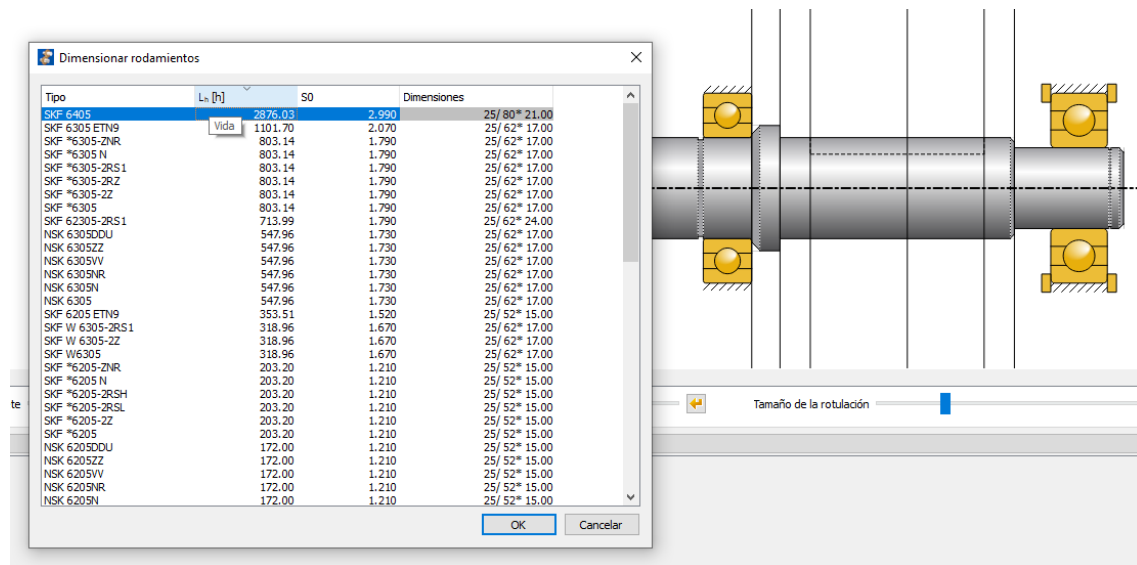 Dimensionar rodamientos
Tipo Lₕ [h] S0 Dimensiones
SKF 6405 2876.03 2.990 25/ 80* 21.00
SKF 6305 ETN9 1101.70 2.070 25/ 62* 17.00
Vida
SKF *6305-ZNR 803.14 1.790 25/ 62* 17.00
SKF *6305 N 803.14 1.790 25/ 62* 17.00
SKF *6305-2RS1 803.14 1.790 25/ 62* 17.00
SKF *6305-2RZ 803.14 1.790 25/ 62* 17.00
SKF *6305-2Z 803.14 1.790 25/ 62* 17.00
SKF *6305 803.14 1.790 25/ 62* 17.00
SKF 62305-2RS1 713.99 1.790 25/ 62* 24.00
NSK 6305DDU 547.96 1.730 25/ 62* 17.00
NSK 6305ZZ 547.96 1.730 25/ 62* 17.00
NSK 6305VV 547.96 1.730 25/ 62* 17.00
NSK 6305NR 547.96 1.730 25/ 62* 17.00
NSK 6305N 547.96 1.730 25/ 62* 17.00
NSK 6305 547.96 1.730 25/ 62* 17.00
SKF 6205 ETN9 353.51 1.520 25/ 52* 15.00
SKF W 6305-2RS1 318.96 1.670 25/ 62* 17.00
SKF W 6305-2Z 318.96 1.670 25/ 62* 17.00
SKF W6305 318.96 1.670 25/ 62* 17.00
SKF *6205-ZNR 203.20 1.210 25/ 52* 15.00
SKF *6205 N 203.20 1.210 25/ 52* 15.00
SKF *6205-2RSH 203.20 1.210 25/ 52* 15.00
SKF *6205-2RSL 203.20 1.210 25/ 52* 15.00
SKF *6205-2Z 203.20 1.210 25/ 52* 15.00
SKF *6205 203.20 1.210 25/ 52* 15.00
NSK 6205DDU 172.00 1.210 25/ 52* 15.00
NSK 6205ZZ 172.00 1.210 25/ 52* 15.00
NSK 6205VV 172.00 1.210 25/ 52* 15.00
NSK 6205NR 172.00 1.210 25/ 52* 15.00
NSK 6205N 172.00 1.210 25/ 52* 15.00
OK Cancelar
te
Tamaño de la rotulación